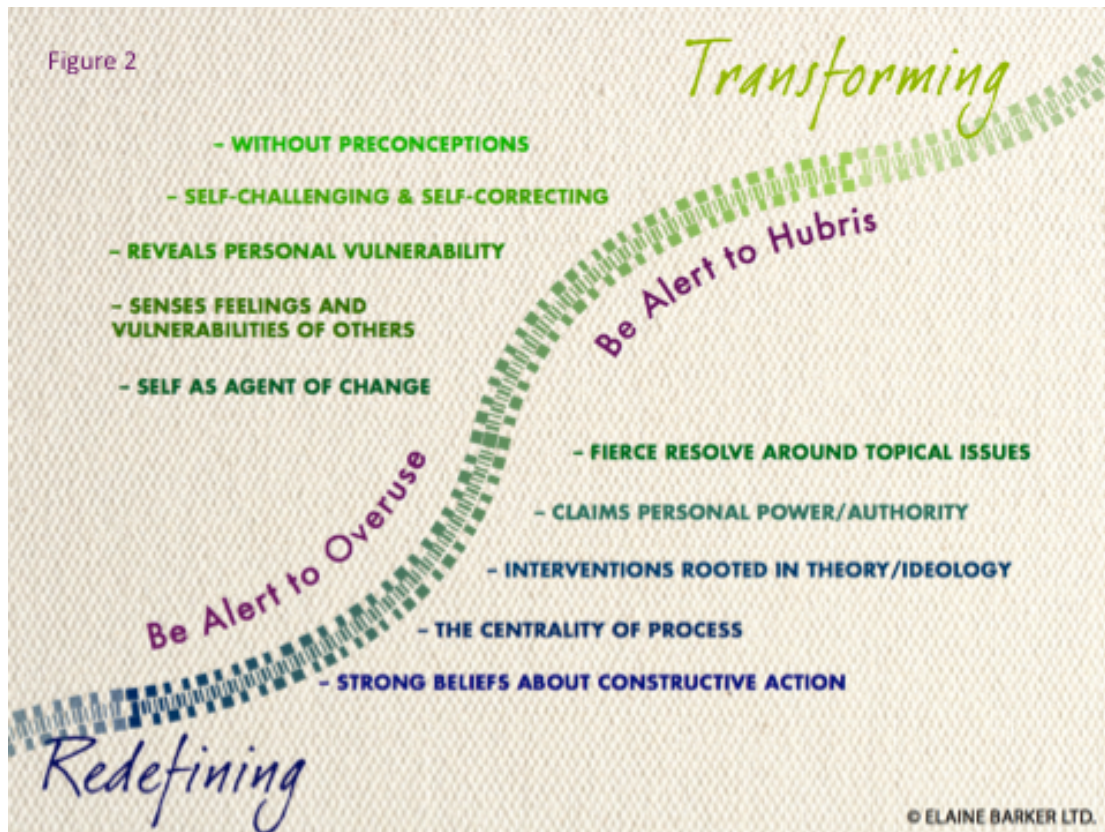 Figure 2
Transforming
– WITHOUT PRECONCEPTIONS
– SELF-CHALLENGING & SELF-CORRECTING
– REVEALS PERSONAL VULNERABILITY
– SENSES FEELINGS AND
VULNERABILITIES OF OTHERS
– SELF AS AGENT OF CHANGE
Be Alert to Hubris
Be Alert to Overuse
– FIERCE RESOLVE AROUND TOPICAL ISSUES
– CLAIMS PERSONAL POWER/AUTHORITY
– INTERVENTIONS ROOTED IN THEORY/IDEOLOGY
– THE CENTRALITY OF PROCESS
– STRONG BELIEFS ABOUT CONSTRUCTIVE ACTION
Redefining
© ELAINE BARKER LTD.